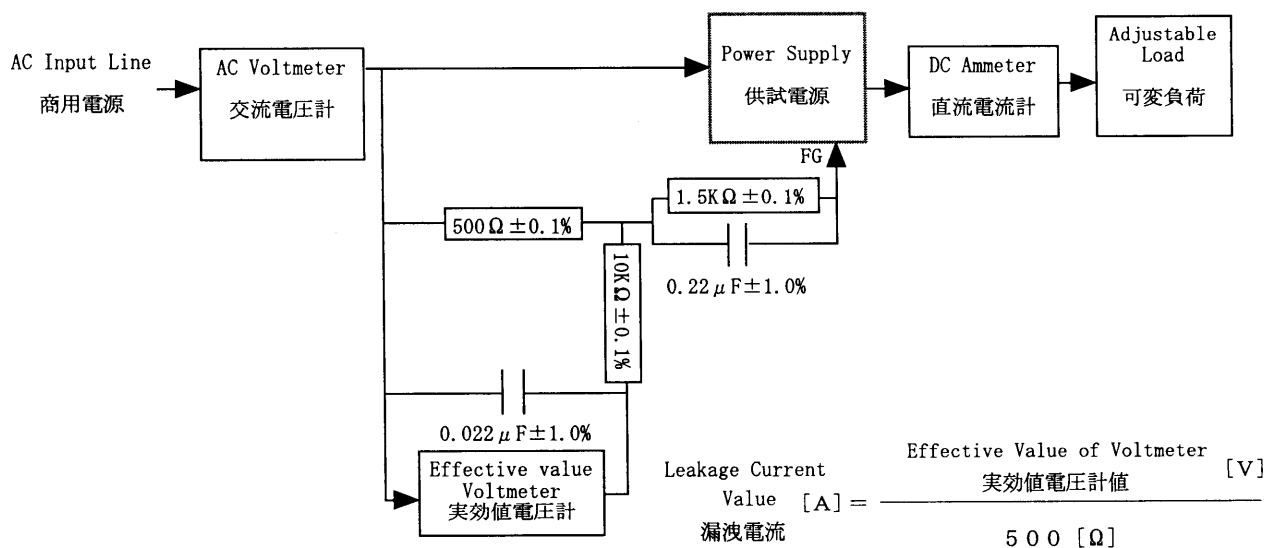 AC Input Line
商用電源
AC Voltmeter
交流電圧計
Power Supply
供試電源
DC Ammeter
直流電流計
Adjustable
Load
可変負荷
FG
500Ω±0.1%
1.5KΩ±0.1%
0.22μF±1.0%
10KΩ±0.1%
0.022μF±1.0%
Effective value
Voltmeter
実効値電圧計
Leakage Current
Value [A]=
漏洩電流
Effective Value of Voltmeter
実効値電圧計値 [V]
500 [Ω]